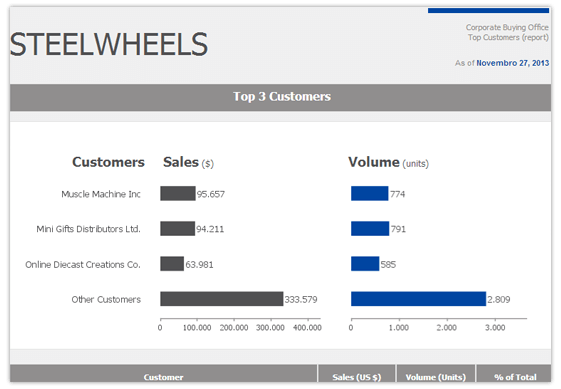 Corporate Buying Office
STEELWHEELS
Top Customers (report)
As of Novembro 27, 2013
Top 3 Customers
Customers Sales ($) Volume (units)
Muscle Machine Inc 95.657 774
Mini Gifts Distributors Ltd. 94.211 791
Online Diecast Creations Co. 63.981 585
Other Customers 333.579 2.809
0 100.000 200.000 300.000 400.000 0 1.000 2.000 3.000
Customer Sales (US $) Volume (Units) % of Total